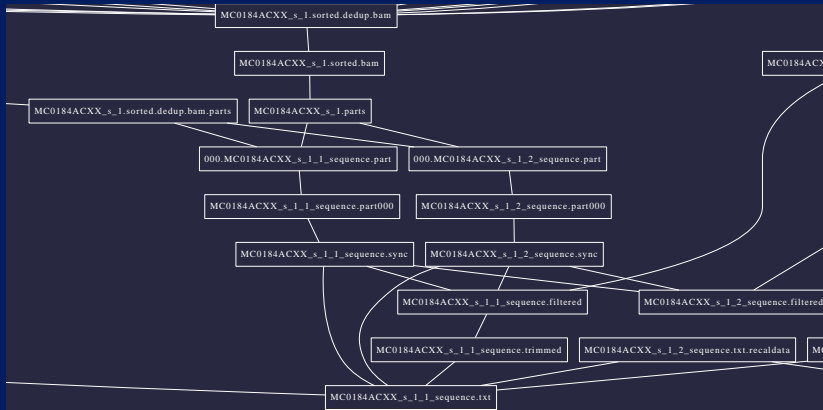 MC0184ACXX_s_1.sorted.dedup.bam
MC0184ACXX_s_1.sorted.bam
MC0184ACXX_s_1.sorted.dedup.bam.parts
MC0184ACXX_s_1.parts
000.MC0184ACXX_s_1_1_sequence.part
000.MC0184ACXX_s_1_2_sequence.part
MC0184ACXX_s_1_1_sequence.part000
MC0184ACXX_s_1_2_sequence.part000
MC0184ACXX_s_1_1_sequence.sync
MC0184ACXX_s_1_2_sequence.sync
MC0184ACXX_s_1_1_sequence.filtered
MC0184ACXX_s_1_2_sequence.filtered
MC0184ACXX_s_1_1_sequence.trimmed
MC0184ACXX_s_1_2_sequence.txt.recaldata
MC0184ACXX_s_1_1_sequence.txt